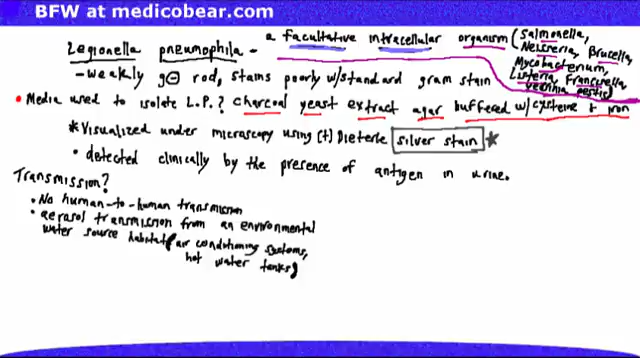 BFW at medicobear.com
Legionella pneumophila - a facultative intracellular organism (Salmonella,
Neisseria, Brucella,
Mycobacterium,
Listeria, Francisella,
Yersinia pestis)
- weakly g⊖ rod, stains poorly w/standard gram stain
• Media used to isolate L.P.? charcoal yeast extract agar buffered w/cysteine + iron
*Visualized under microscopy using (+) Dieterle silver stain *
• detected clinically by the presence of antigen in urine.
Transmission?
• No human-to-human transmission
• aerosol transmission from an environmental
water source habitat (air conditioning systems,
hot water tanks)